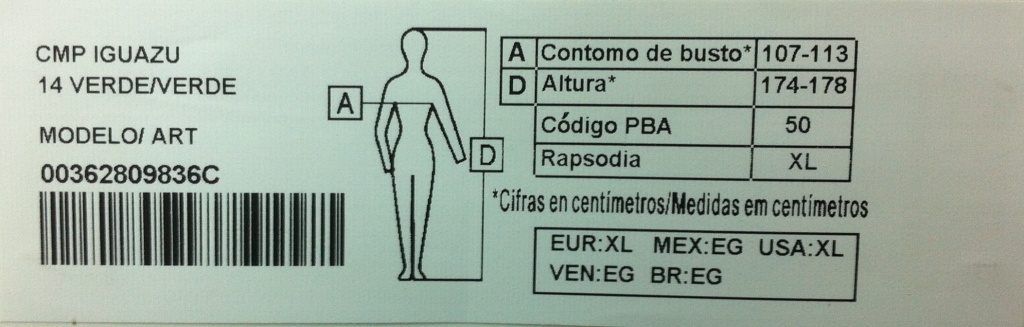 CMP IGUAZU
14 VERDE/VERDE
MODELO/ ART
00362809836C
A
D
A Contomo de busto* 107-113
D Altura* 174-178
Código PBA 50
Rapsodia XL
*Cifras en centímetros/Medidas em centímetros
EUR:XL MEX:EG USA:XL
VEN:EG BR:EG